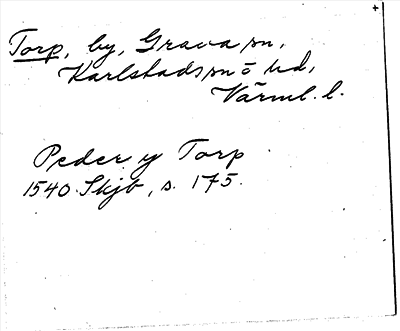 Torp, by, Grava sn,
Karlstads sn o hd,
Värml. l.
Peder y Torp
1540 Skjb, s. 175.